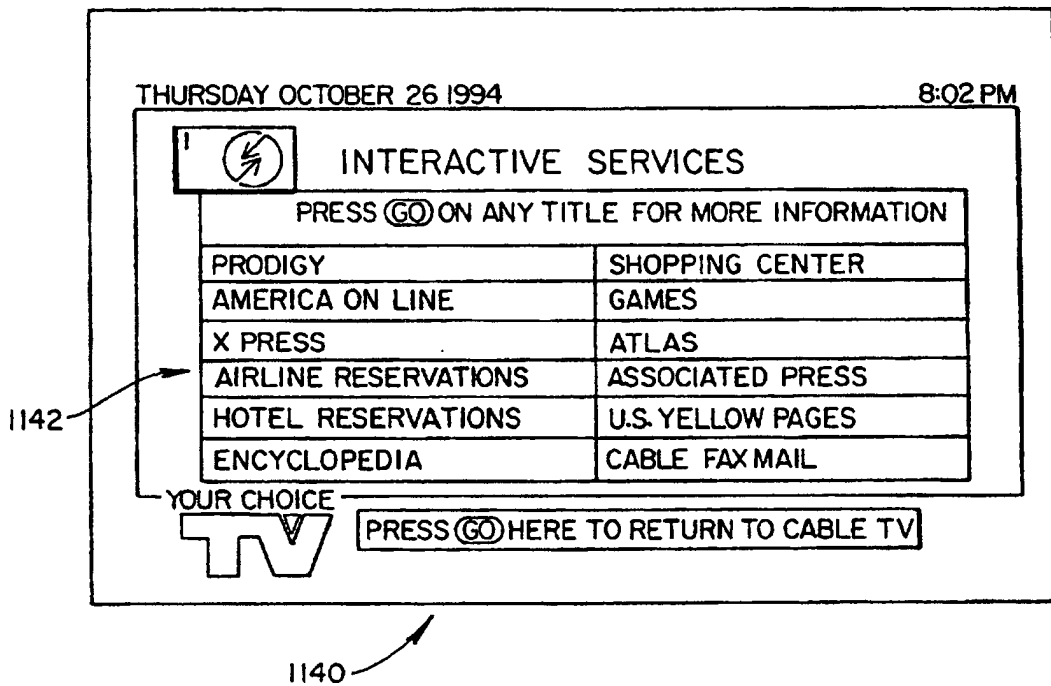 THURSDAY OCTOBER 26 1994 8:02 PM
1
INTERACTIVE SERVICES
PRESS GO ON ANY TITLE FOR MORE INFORMATION
PRODIGY SHOPPING CENTER
AMERICA ON LINE GAMES
X PRESS ATLAS
AIRLINE RESERVATIONS ASSOCIATED PRESS
HOTEL RESERVATIONS U.S. YELLOW PAGES
ENCYCLOPEDIA CABLE FAX MAIL
1142
YOUR CHOICE
TV
PRESS GO HERE TO RETURN TO CABLE TV
1140